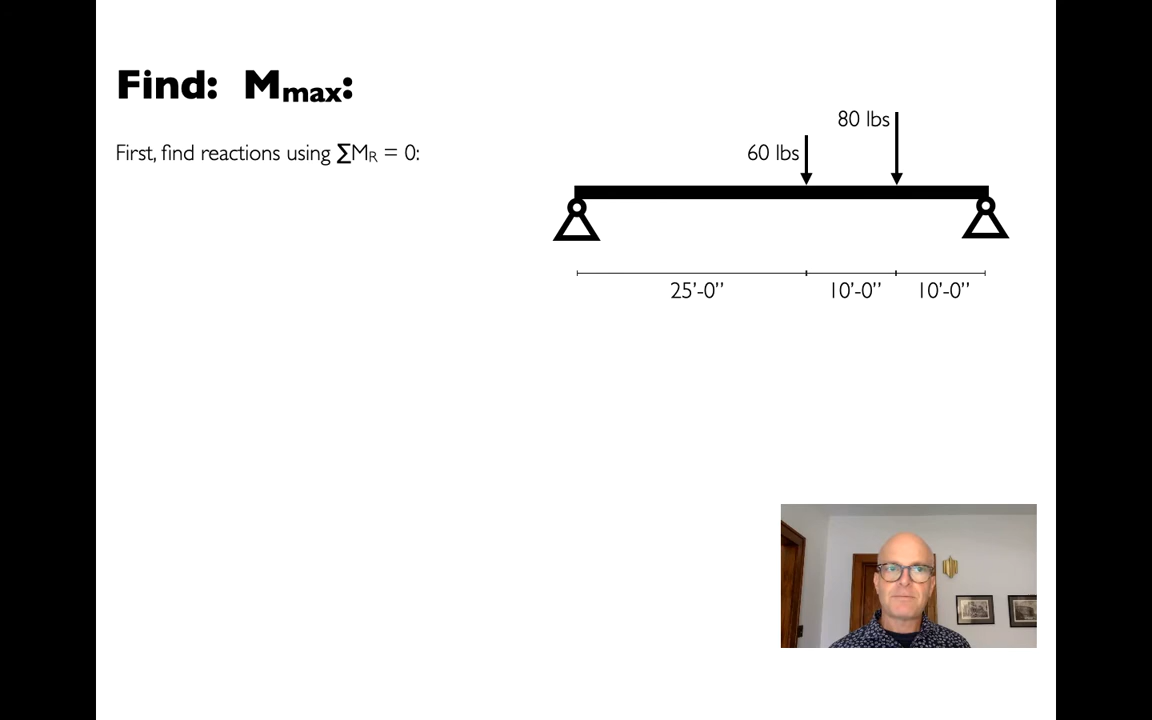 Find: Mmax:
First, find reactions using ∑MR = 0:
80 lbs
60 lbs
25’-0” 10’-0” 10’-0”